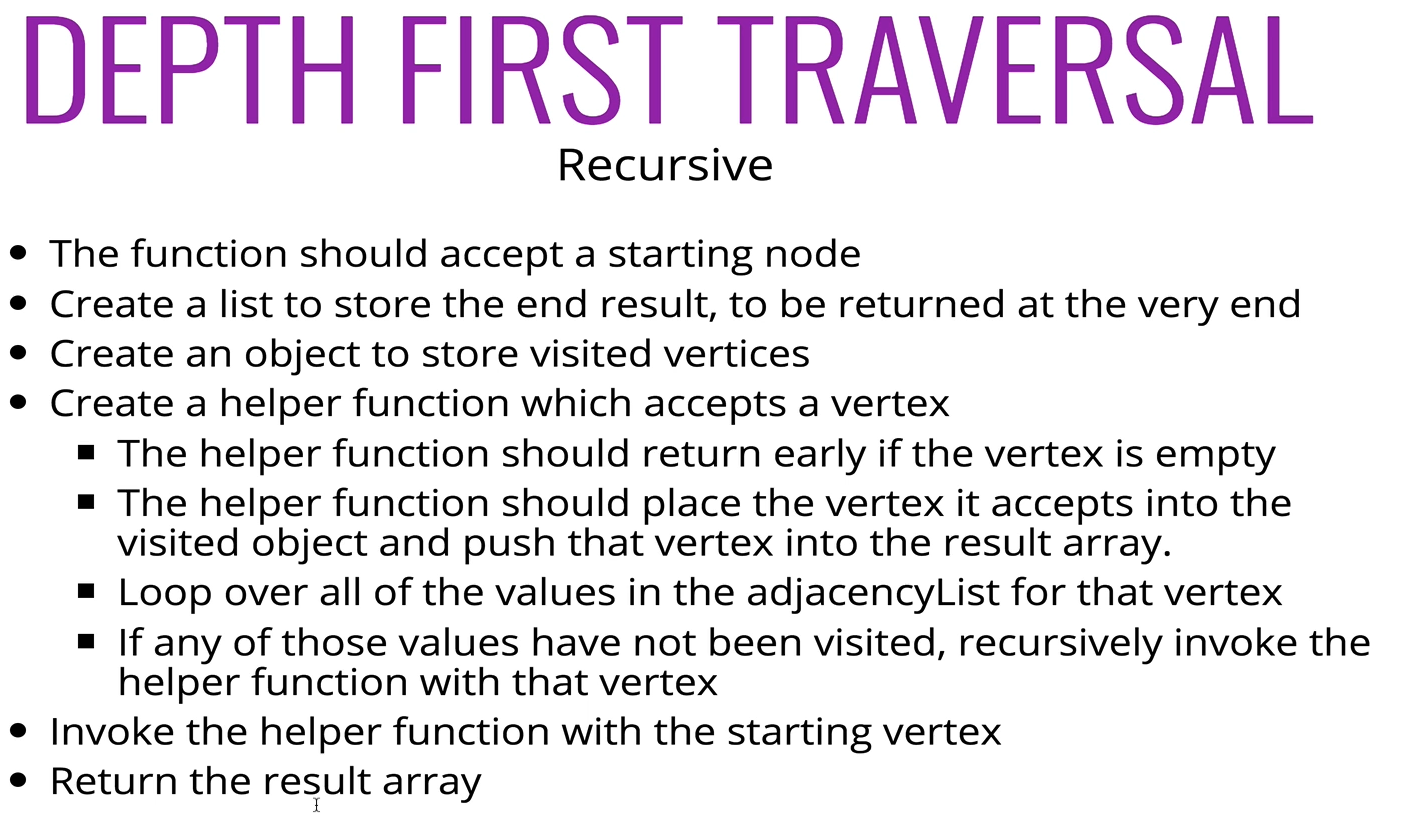 DEPTH FIRST TRAVERSAL
Recursive
• The function should accept a starting node
• Create a list to store the end result, to be returned at the very end
• Create an object to store visited vertices
• Create a helper function which accepts a vertex
▪ The helper function should return early if the vertex is empty
▪ The helper function should place the vertex it accepts into the
visited object and push that vertex into the result array.
▪ Loop over all of the values in the adjacencyList for that vertex
▪ If any of those values have not been visited, recursively invoke the
helper function with that vertex
• Invoke the helper function with the starting vertex
• Return the result array